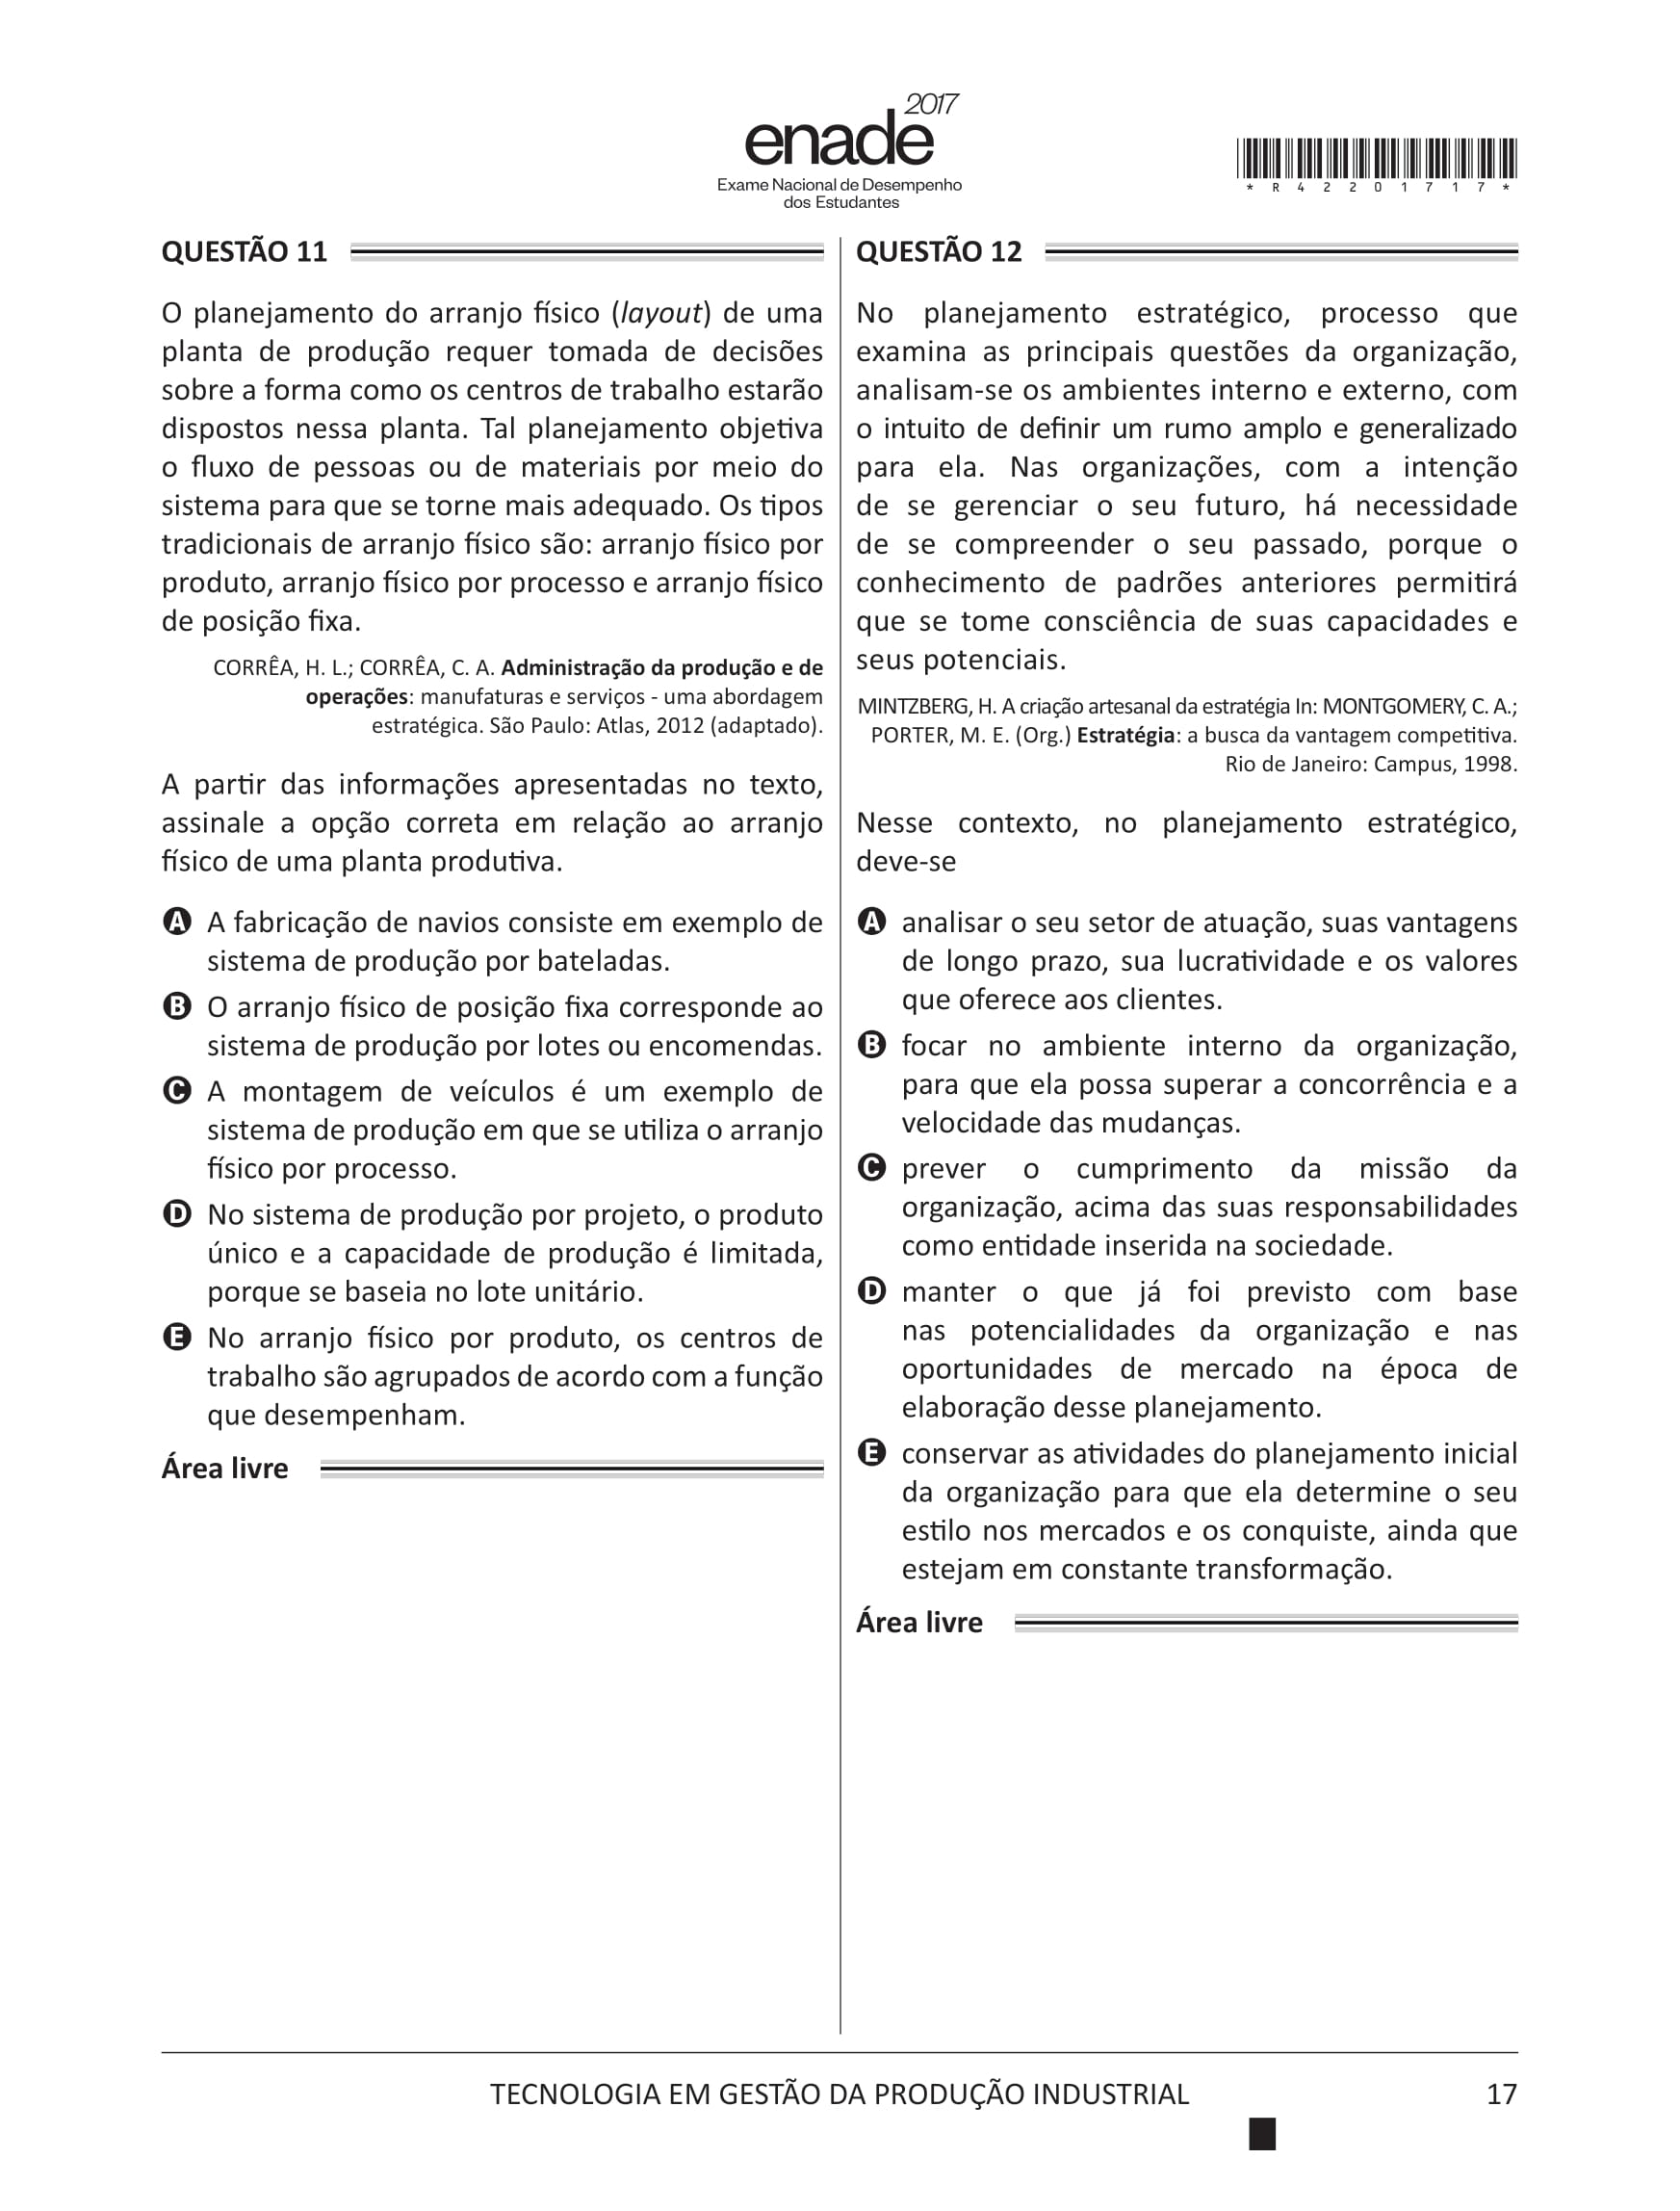 2017
enade
Exame Nacional de Desempenho
dos Estudantes
* R 4 2 2 0 1 7 1 7 *
QUESTÃO 11
O planejamento do arranjo físico (layout) de uma
planta de produção requer tomada de decisões
sobre a forma como os centros de trabalho estarão
dispostos nessa planta. Tal planejamento objetiva
o fluxo de pessoas ou de materiais por meio do
sistema para que se torne mais adequado. Os tipos
tradicionais de arranjo físico são: arranjo físico por
produto, arranjo físico por processo e arranjo físico
de posição fixa.
CORRÊA, H. L.; CORRÊA, C. A. Administração da produção e de
operações: manufaturas e serviços - uma abordagem
estratégica. São Paulo: Atlas, 2012 (adaptado).
A partir das informações apresentadas no texto,
assinale a opção correta em relação ao arranjo
físico de uma planta produtiva.
A A fabricação de navios consiste em exemplo de
sistema de produção por bateladas.
B O arranjo físico de posição fixa corresponde ao
sistema de produção por lotes ou encomendas.
C A montagem de veículos é um exemplo de
sistema de produção em que se utiliza o arranjo
físico por processo.
D No sistema de produção por projeto, o produto
único e a capacidade de produção é limitada,
porque se baseia no lote unitário.
E No arranjo físico por produto, os centros de
trabalho são agrupados de acordo com a função
que desempenham.
Área livre
QUESTÃO 12
No planejamento estratégico, processo que
examina as principais questões da organização,
analisam-se os ambientes interno e externo, com
o intuito de definir um rumo amplo e generalizado
para ela. Nas organizações, com a intenção
de se gerenciar o seu futuro, há necessidade
de se compreender o seu passado, porque o
conhecimento de padrões anteriores permitirá
que se tome consciência de suas capacidades e
seus potenciais.
MINTZBERG, H. A criação artesanal da estratégia In: MONTGOMERY, C. A.;
PORTER, M. E. (Org.) Estratégia: a busca da vantagem competitiva.
Rio de Janeiro: Campus, 1998.
Nesse contexto, no planejamento estratégico,
deve-se
A analisar o seu setor de atuação, suas vantagens
de longo prazo, sua lucratividade e os valores
que oferece aos clientes.
B focar no ambiente interno da organização,
para que ela possa superar a concorrência e a
velocidade das mudanças.
C prever o cumprimento da missão da
organização, acima das suas responsabilidades
como entidade inserida na sociedade.
D manter o que já foi previsto com base
nas potencialidades da organização e nas
oportunidades de mercado na época de
elaboração desse planejamento.
E conservar as atividades do planejamento inicial
da organização para que ela determine o seu
estilo nos mercados e os conquiste, ainda que
estejam em constante transformação.
Área livre
TECNOLOGIA EM GESTÃO DA PRODUÇÃO INDUSTRIAL
17